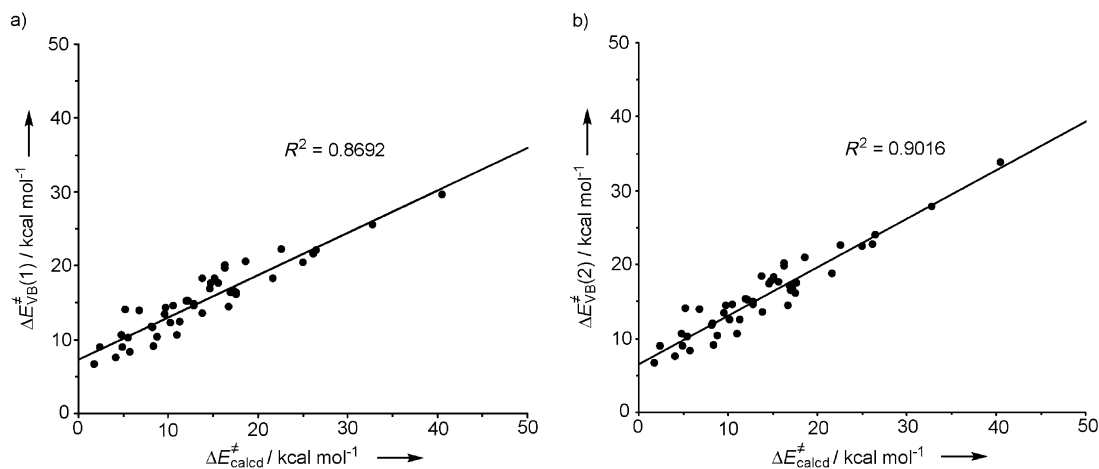 a)
50
40
30
20
10
0
ΔE≠VB(1) / kcal mol-1
R2 = 0.8692
0 10 20 30 40 50
ΔE≠calcd / kcal mol-1
b)
50
40
30
20
10
0
ΔE≠VB(2) / kcal mol-1
R2 = 0.9016
0 10 20 30 40 50
ΔE≠calcd / kcal mol-1